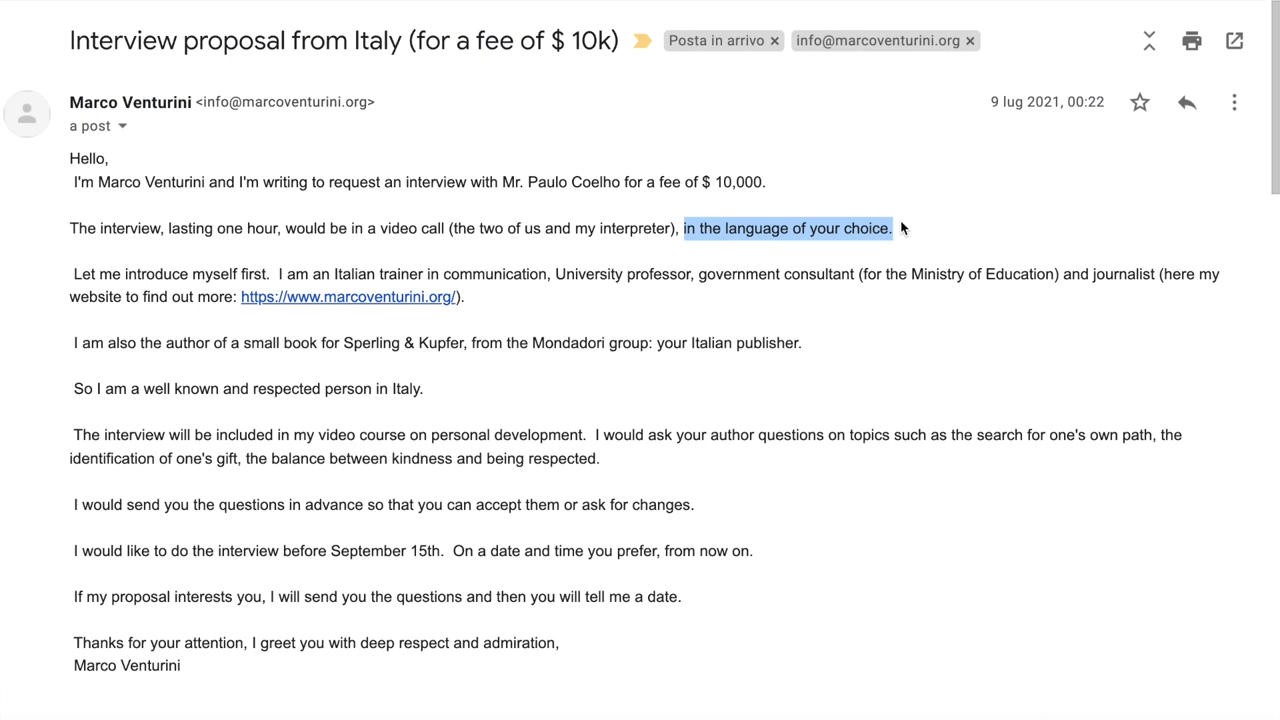 Interview proposal from Italy (for a fee of $ 10k) Posta in arrivo × info@marcoventurini.org ×
Marco Venturini <info@marcoventurini.org> 9 lug 2021, 00:22
a post
Hello,
I'm Marco Venturini and I'm writing to request an interview with Mr. Paulo Coelho for a fee of $ 10,000.
The interview, lasting one hour, would be in a video call (the two of us and my interpreter), in the language of your choice.
Let me introduce myself first. I am an Italian trainer in communication, University professor, government consultant (for the Ministry of Education) and journalist (here my
website to find out more: https://www.marcoventurini.org/).
I am also the author of a small book for Sperling & Kupfer, from the Mondadori group: your Italian publisher.
So I am a well known and respected person in Italy.
The interview will be included in my video course on personal development. I would ask your author questions on topics such as the search for one's own path, the
identification of one's gift, the balance between kindness and being respected.
I would send you the questions in advance so that you can accept them or ask for changes.
I would like to do the interview before September 15th. On a date and time you prefer, from now on.
If my proposal interests you, I will send you the questions and then you will tell me a date.
Thanks for your attention, I greet you with deep respect and admiration,
Marco Venturini